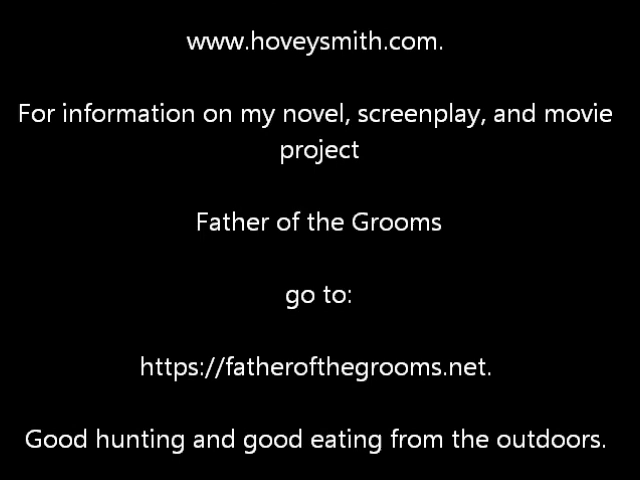 www.hoveysmith.com.
For information on my novel, screenplay, and movie
project
Father of the Grooms
go to:
https://fatherofthegrooms.net.
Good hunting and good eating from the outdoors.